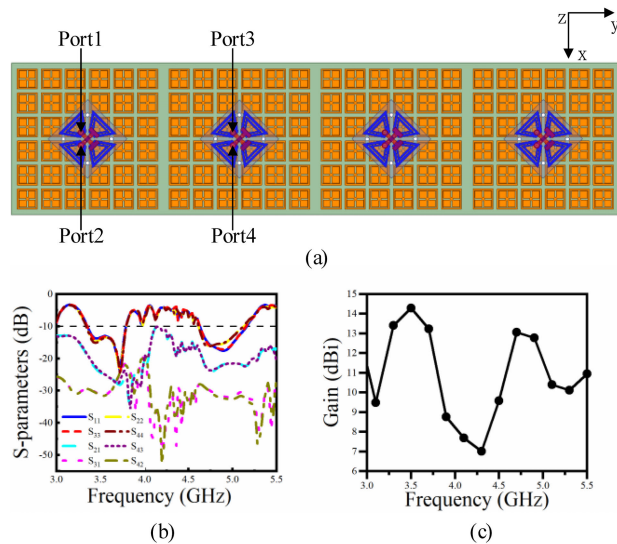 Port1 Port3 z y
x
Port2 Port4
(a)
S-parameters (dB)
0
-10
-20
-30
-40
-50
S11 S22
S33 S44
S21 S43
S31 S42
3.0 3.5 4.0 4.5 5.0 5.5
Frequency (GHz)
(b)
Gain (dBi)
15
14
13
12
11
10
9
8
7
6
3.0 3.5 4.0 4.5 5.0 5.5
Frequency (GHz)
(c)